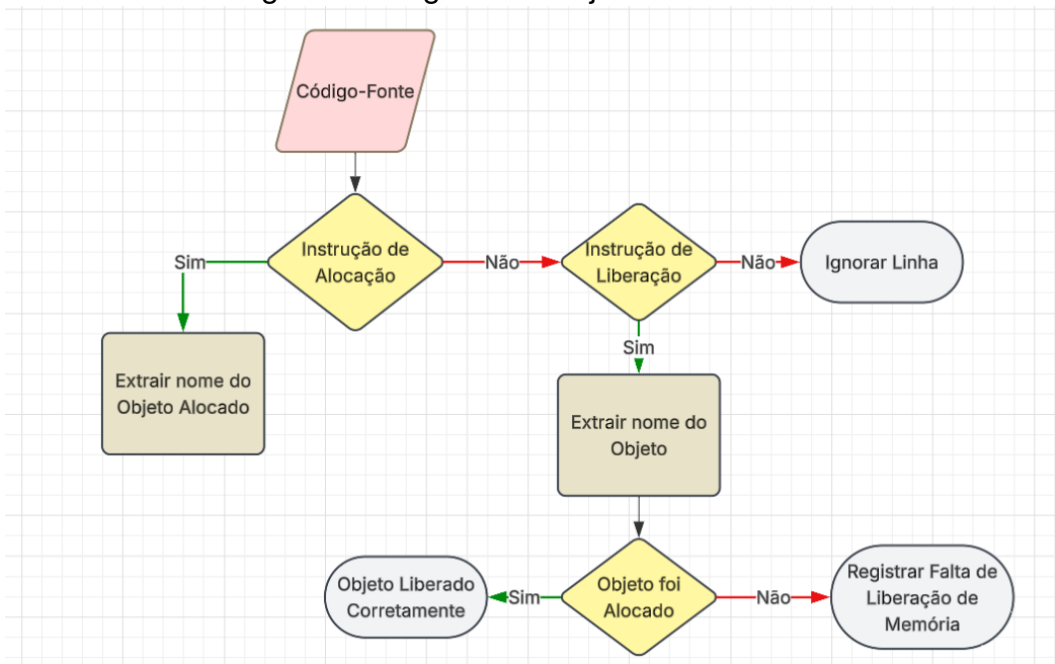 Código-Fonte
Instrução de
Alocação
Sim
Não
Instrução de
Liberação
Não
Ignorar Linha
Sim
Extrair nome do
Objeto Alocado
Extrair nome do
Objeto
Objeto Liberado
Corretamente
Sim
Objeto foi
Alocado
Não
Registrar Falta de
Liberação de
Memória